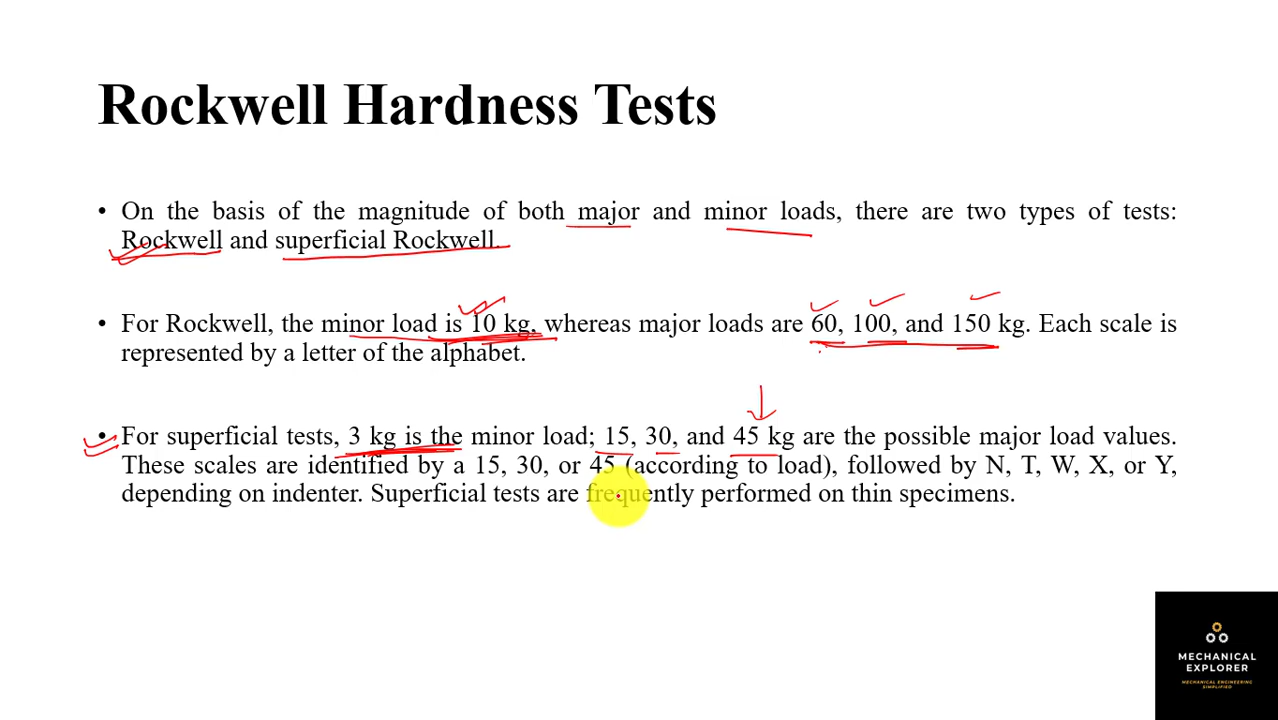 Rockwell Hardness Tests
• On the basis of the magnitude of both major and minor loads, there are two types of tests:
Rockwell and superficial Rockwell.
• For Rockwell, the minor load is 10 kg, whereas major loads are 60, 100, and 150 kg. Each scale is
represented by a letter of the alphabet.
• For superficial tests, 3 kg is the minor load; 15, 30, and 45 kg are the possible major load values.
These scales are identified by a 15, 30, or 45 (according to load), followed by N, T, W, X, or Y,
depending on indenter. Superficial tests are frequently performed on thin specimens.
MECHANICAL
EXPLORER
MECHANICAL ENGINEERING
SIMPLIFIED